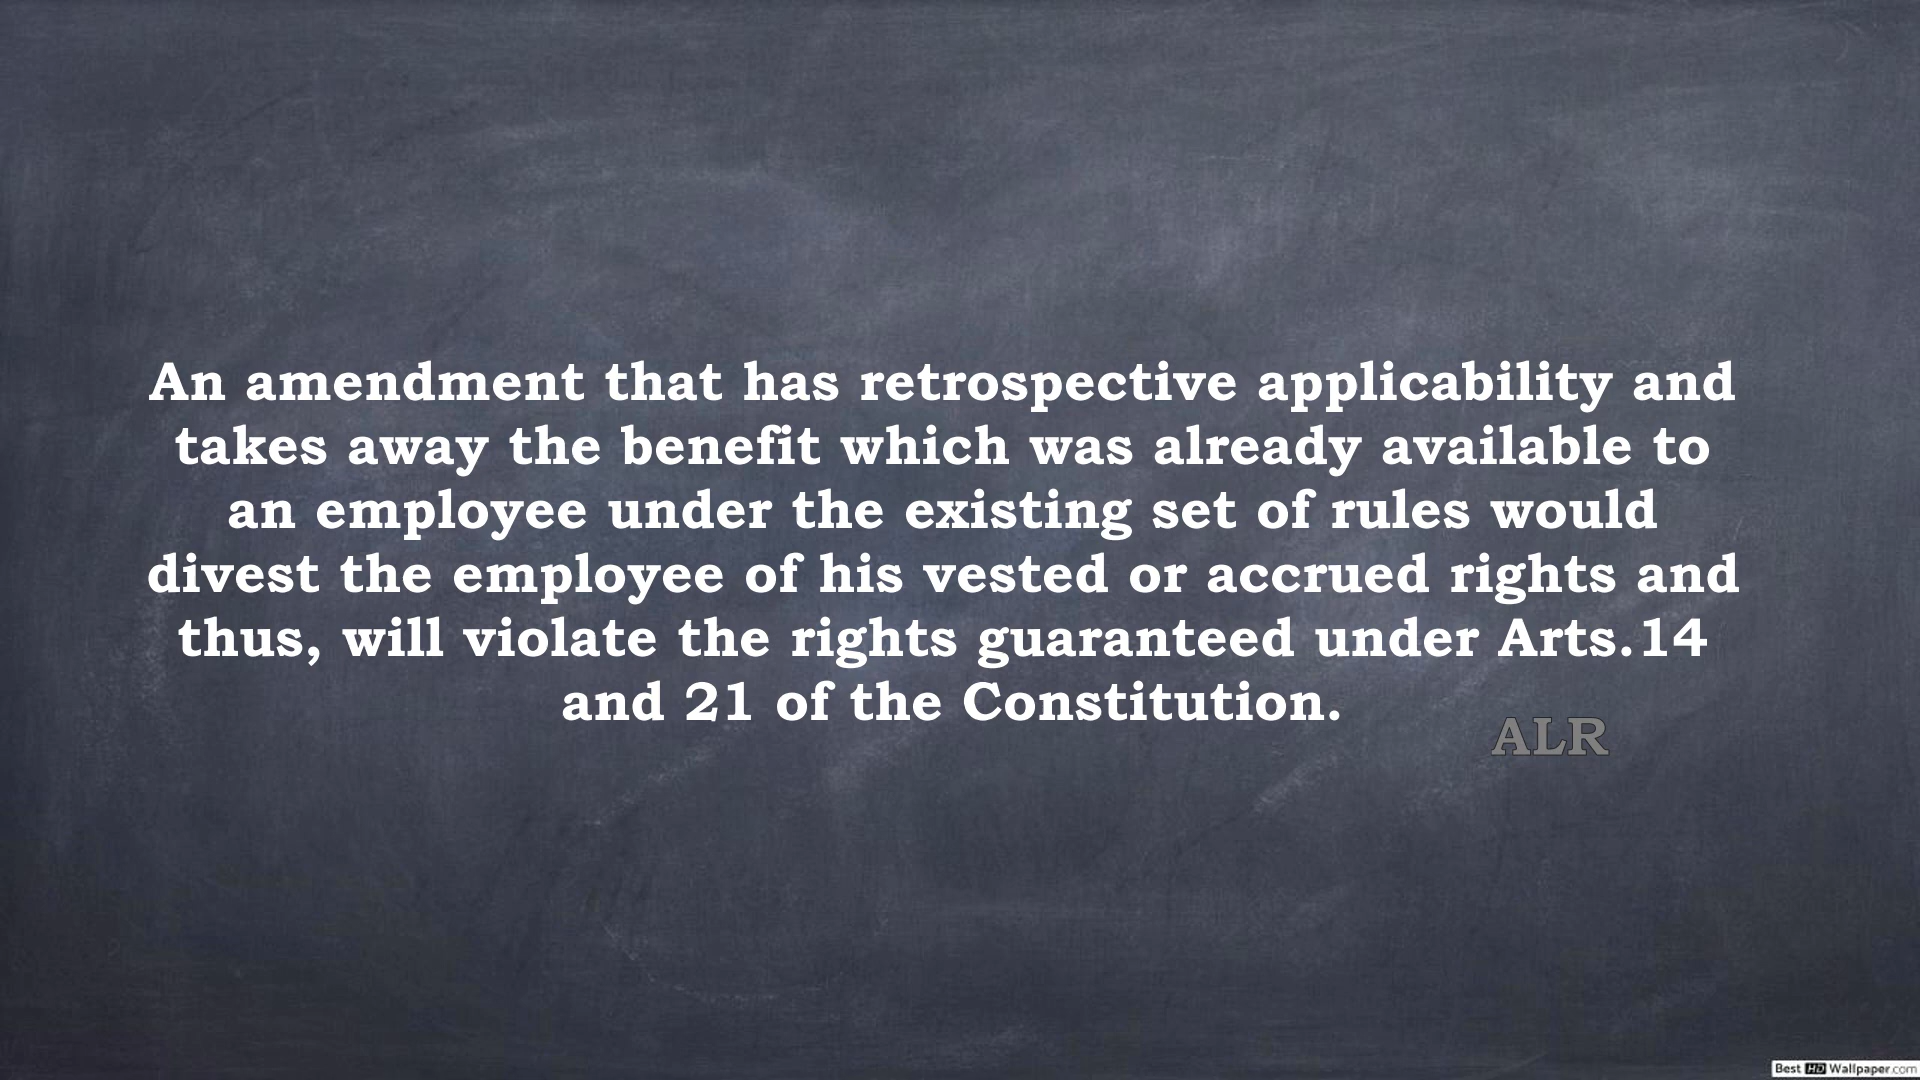 An amendment that has retrospective applicability and
takes away the benefit which was already available to
an employee under the existing set of rules would
divest the employee of his vested or accrued rights and
thus, will violate the rights guaranteed under Arts.14
and 21 of the Constitution.
ALR
Best HD Wallpaper.com